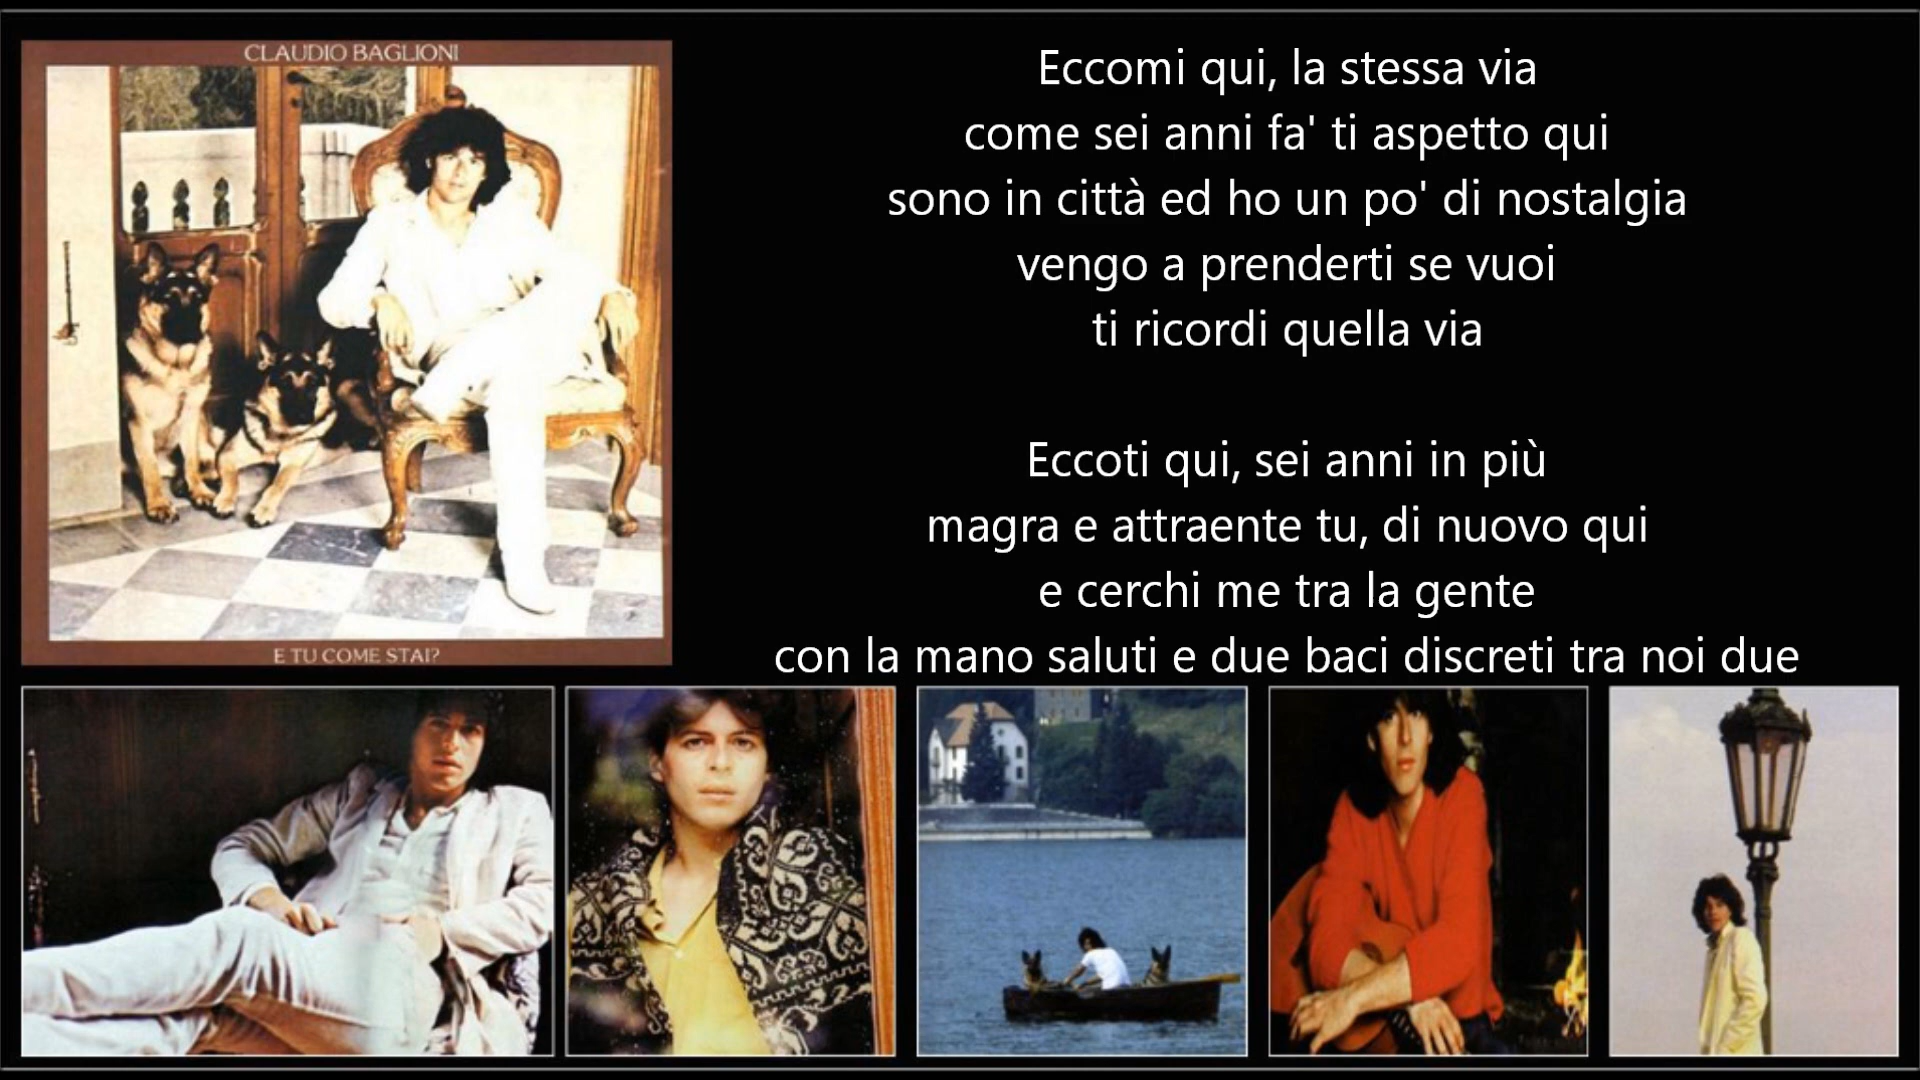 CLAUDIO BAGLIONI
E TU COME STAI?
Eccomi qui, la stessa via
come sei anni fa' ti aspetto qui
sono in città ed ho un po' di nostalgia
vengo a prenderti se vuoi
ti ricordi quella via
Eccoti qui, sei anni in più
magra e attraente tu, di nuovo qui
e cerchi me tra la gente
con la mano saluti e due baci discreti tra noi due